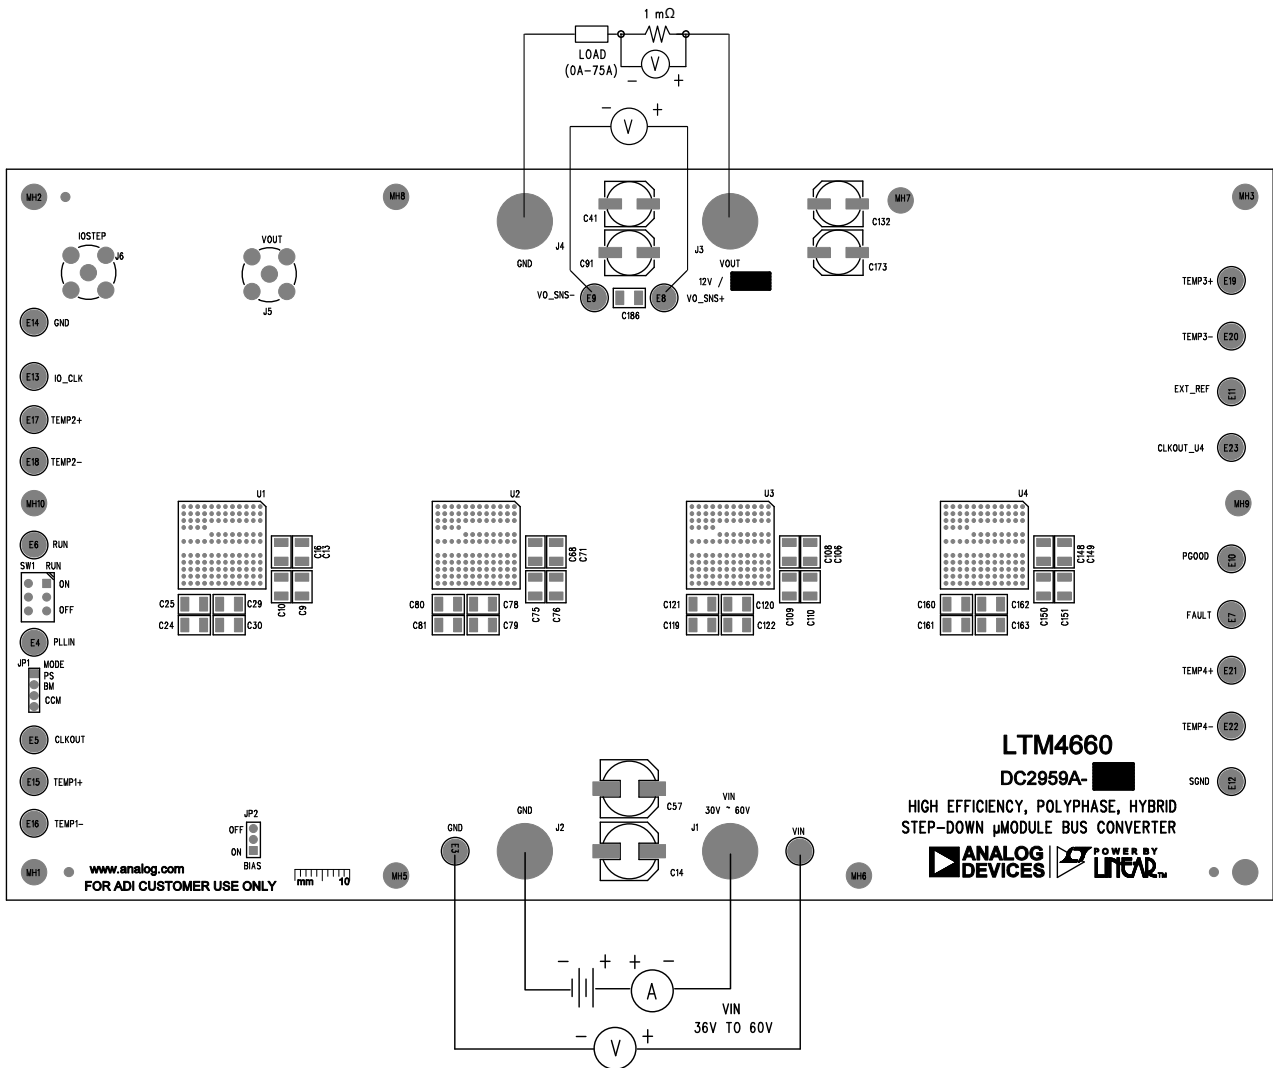 1 mΩ
LOAD
(0A-75A)
V
- +
- +
V
MH2
MH8
MH7
MH3
C41
C132
IOSTEP
J6
VOUT
J5
J4
GND
C91
J3
VOUT
12V /
C173
VO_SNS-
E9
C186
E8
VO_SNS+
E14 GND
E13 IO_CLK
E17 TEMP2+
E18 TEMP2-
MH10
E6 RUN
SW1 RUN
ON
OFF
E4 PLLIN
JP1 MODE
PS
BM
CCM
E5 CLKOUT
E15 TEMP1+
E16 TEMP1-
MH1
TEMP3+ E19
TEMP3- E20
EXT_REF E11
CLKOUT_U4 E23
MH9
PGOOD E10
FAULT E7
TEMP4+ E21
TEMP4- E22
SGND E12
U1
C16
C13
C10
C9
C25
C29
C24
C30
U2
C68
C71
C75
C76
C80
C78
C81
C79
U3
C108
C106
C109
C110
C121
C120
C119
C122
U4
C148
C149
C150
C151
C160
C162
C161
C163
LTM4660
DC2959A-
HIGH EFFICIENCY, POLYPHASE, HYBRID
STEP-DOWN µMODULE BUS CONVERTER
ANALOG
DEVICES
POWER BY
LINEAR™
JP2
OFF
ON
BIAS
www.analog.com
FOR ADI CUSTOMER USE ONLY
mm 10
GND
E3
GND
J2
C57
C14
VIN
30V ~ 60V
J1
VIN
MH5
MH6
- + + -
A
VIN
36V TO 60V
- +
V